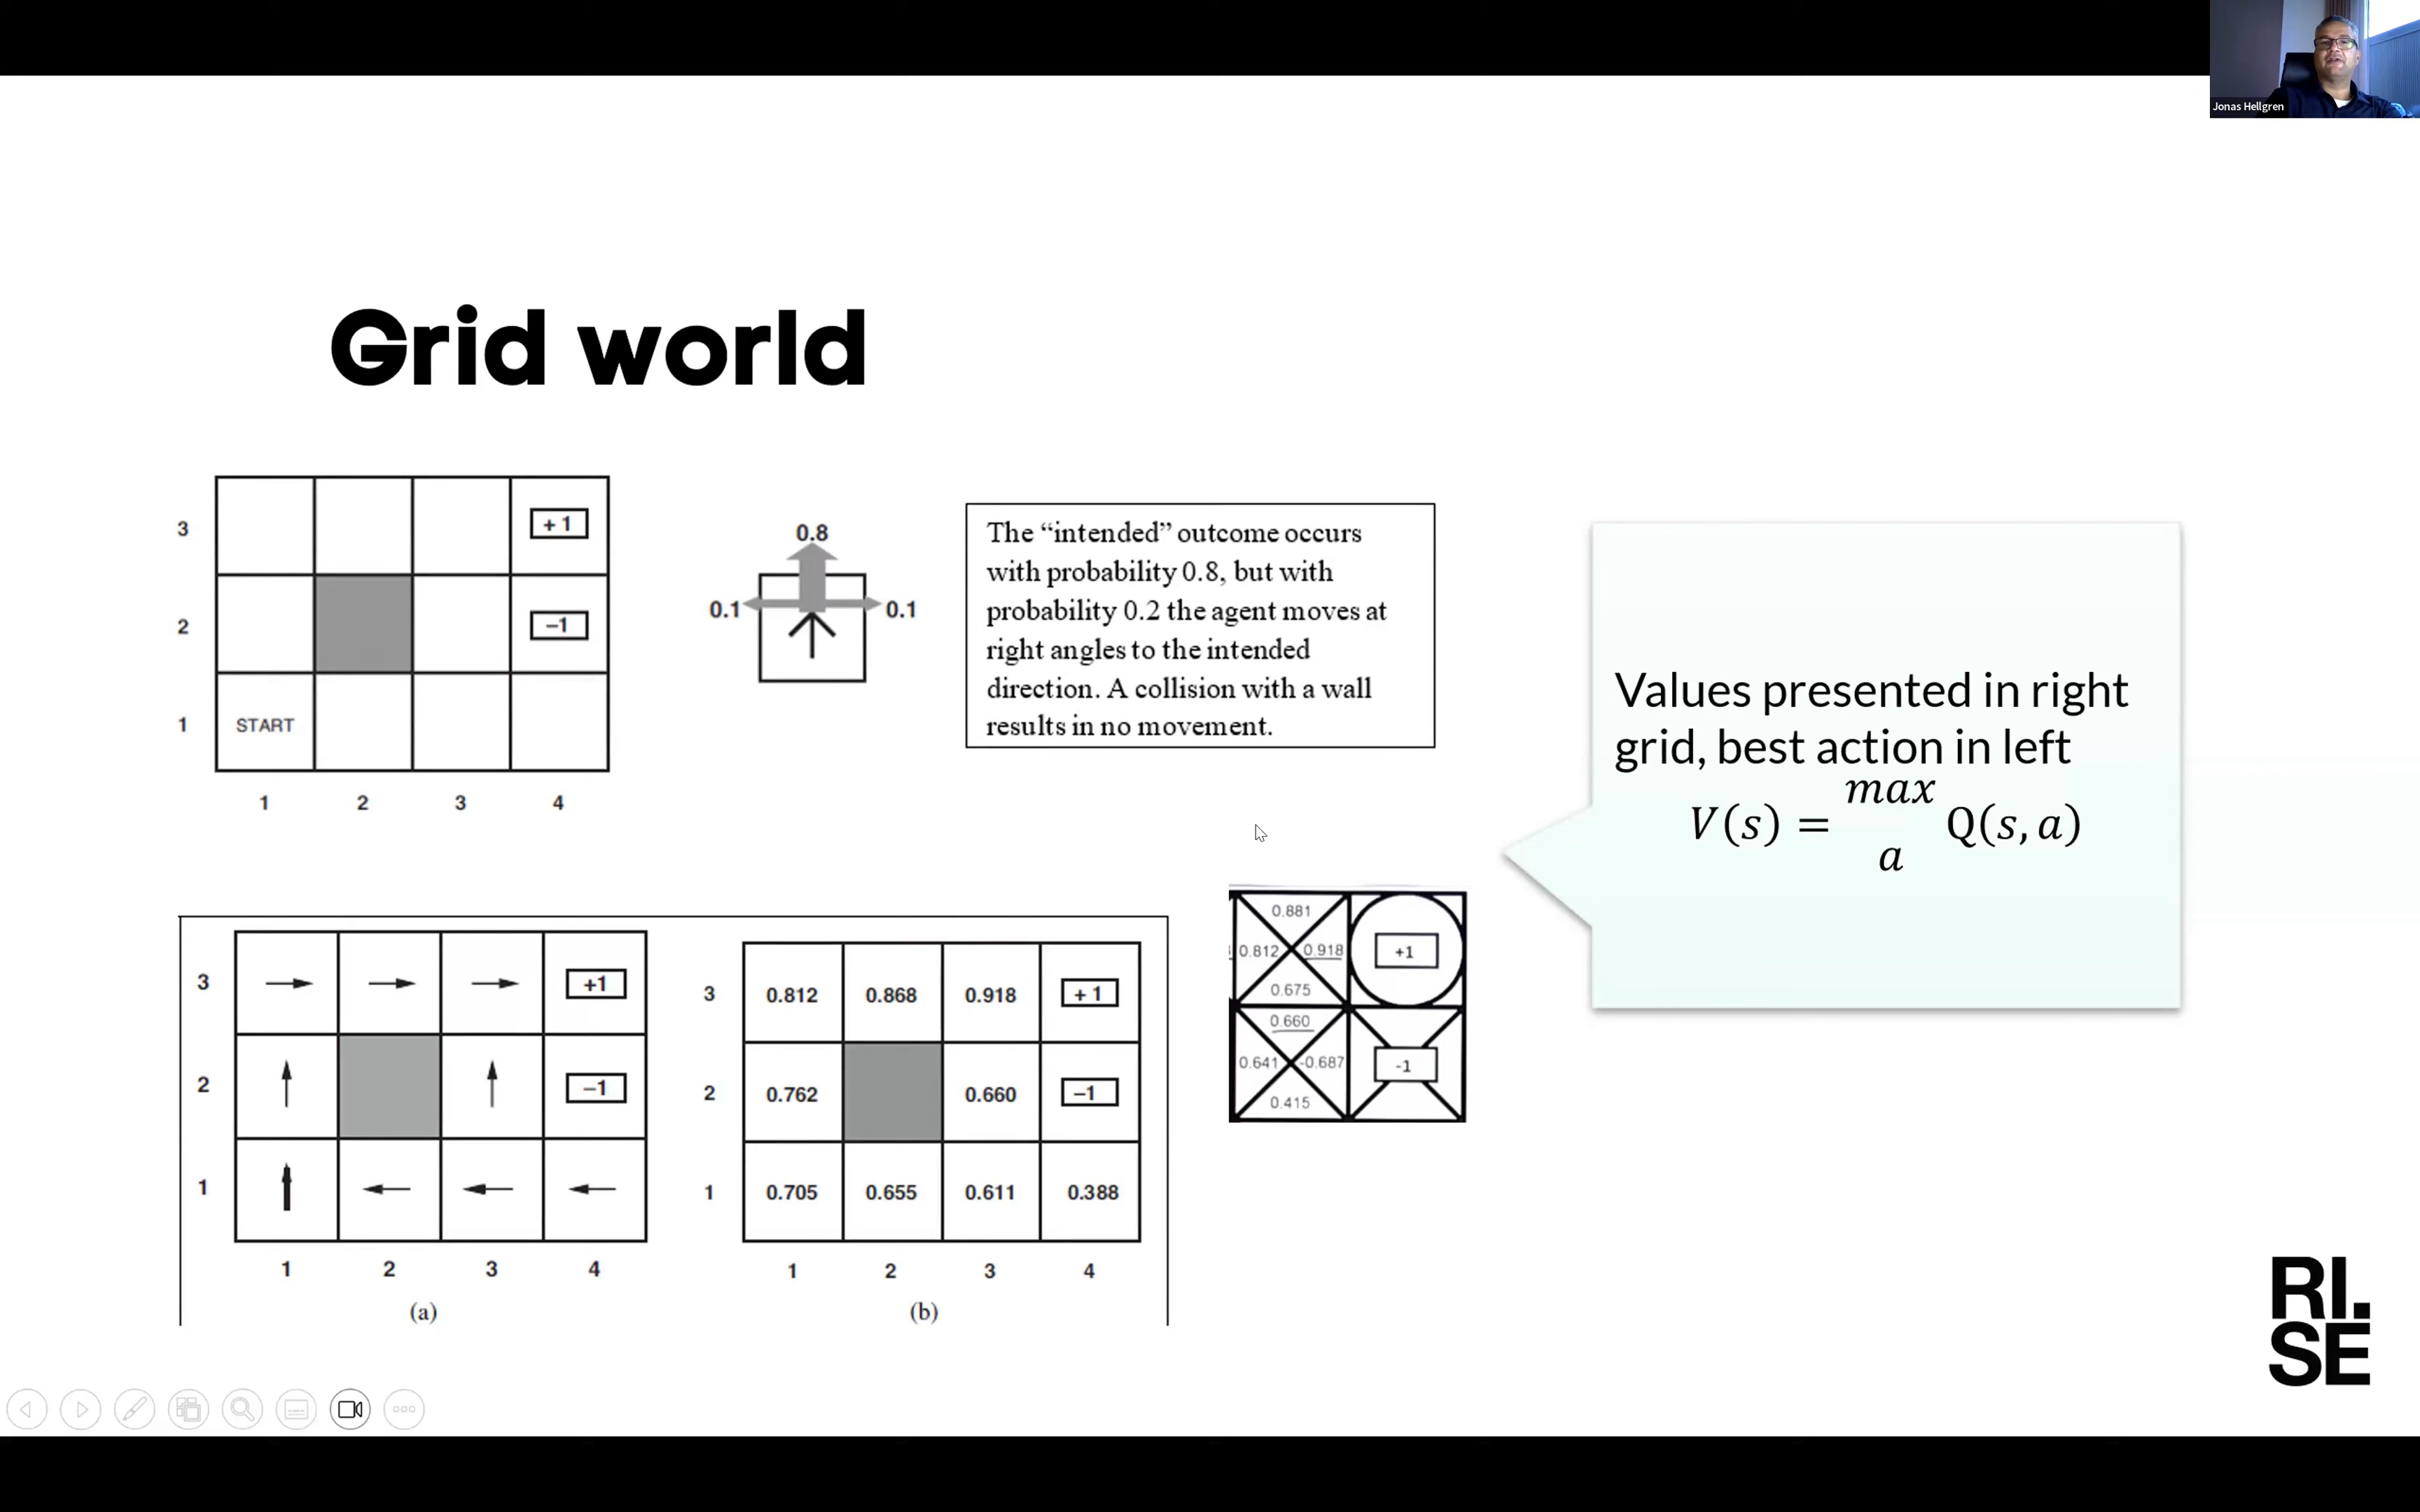 Jonas Hellgren
Grid world
3
+ 1
2
–1
1
START
1 2 3 4
0.8
0.1
0.1
The “intended” outcome occurs
with probability 0.8, but with
probability 0.2 the agent moves at
right angles to the intended
direction. A collision with a wall
results in no movement.
Values presented in right
grid, best action in left
V(s) = max Q(s, a)
a
3
+1
2
–1
1
1 2 3 4
(a)
3 0.812 0.868 0.918 + 1
2 0.762 0.660 –1
1 0.705 0.655 0.611 0.388
1 2 3 4
(b)
0.881
0.812 0.918 +1
0.675
0.660
0.641 -0.687 -1
0.415
RI.
SE